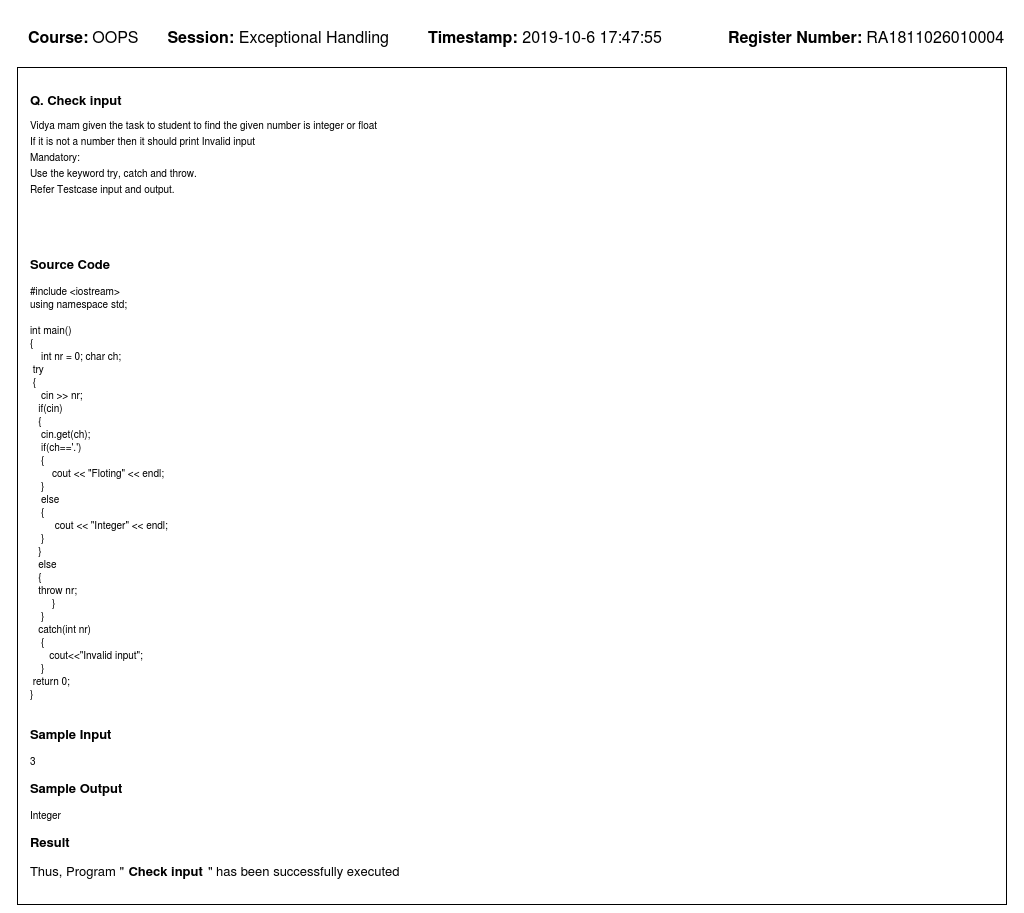 Course: OOPS Session: Exceptional Handling Timestamp: 2019-10-6 17:47:55 Register Number: RA1811026010004
Q. Check input
Vidya mam given the task to student to find the given number is integer or float
If it is not a number then it should print Invalid input
Mandatory:
Use the keyword try, catch and throw.
Refer Testcase input and output.
Source Code
#include <iostream>
using namespace std;
int main()
{
int nr = 0; char ch;
try
{
cin >> nr;
if(cin)
{
cin.get(ch);
if(ch=='.')
{
cout << "Floting" << endl;
}
else
{
cout << "Integer" << endl;
}
}
else
{
throw nr;
}
}
catch(int nr)
{
cout<<"Invalid input";
}
return 0;
}
Sample Input
3
Sample Output
Integer
Result
Thus, Program " Check input " has been successfully executed